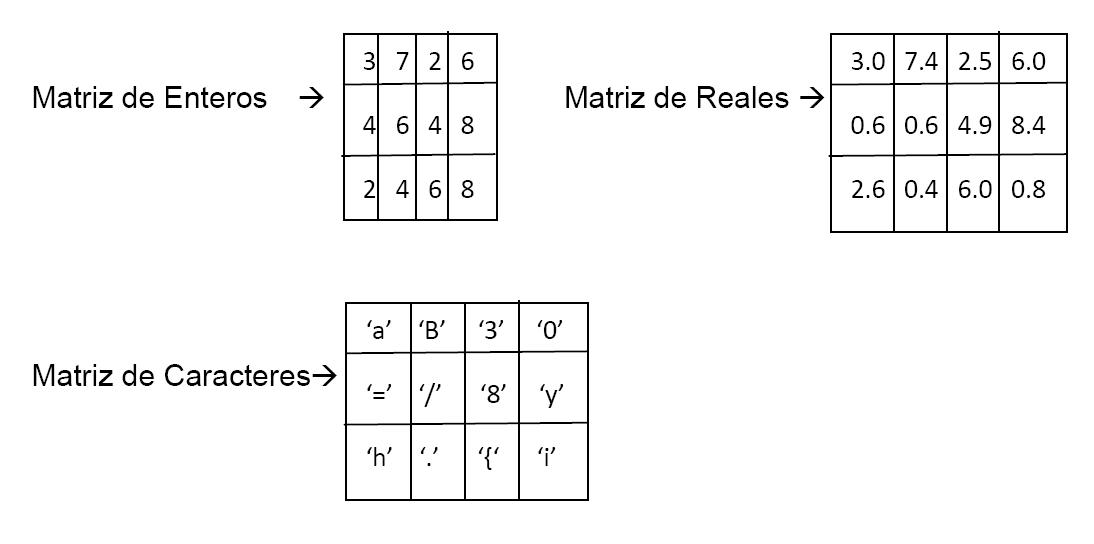 Matriz de Enteros →
3 7 2 6
4 6 4 8
2 4 6 8
Matriz de Reales →
3.0 7.4 2.5 6.0
0.6 0.6 4.9 8.4
2.6 0.4 6.0 0.8
Matriz de Caracteres→
‘a’ ‘B’ ‘3’ ‘0’
‘=’ ‘/’ ‘8’ ‘y’
‘h’ ‘.’ ‘{‘ ‘i’